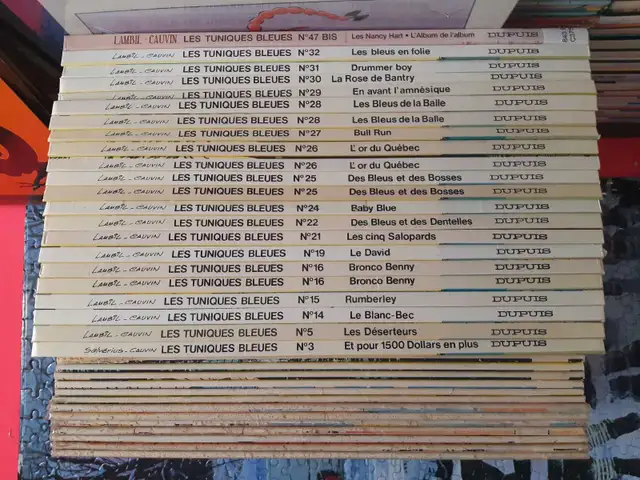 LAMBIL - CAUVIN LES TUNIQUES BLEUES N°47 BIS Les Nancy Hart - L'Album de l'album DUPUIS
LAMBIL - CAUVIN LES TUNIQUES BLEUES N°32 Les bleus en folie DUPUIS
LAMBIL - CAUVIN LES TUNIQUES BLEUES N°31 Drummer boy DUPUIS
LAMBIL - CAUVIN LES TUNIQUES BLEUES N°30 La Rose de Bantry DUPUIS
LAMBIL - CAUVIN LES TUNIQUES BLEUES N°29 En avant l'amnésique DUPUIS
LAMBIL - CAUVIN LES TUNIQUES BLEUES N°28 Les Bleus de la Balle DUPUIS
LAMBIL - CAUVIN LES TUNIQUES BLEUES N°28 Les Bleus de la Balle DUPUIS
LAMBIL - CAUVIN LES TUNIQUES BLEUES N°27 Bull Run DUPUIS
LAMBIL - CAUVIN LES TUNIQUES BLEUES N°26 L'or du Québec DUPUIS
LAMBIL - CAUVIN LES TUNIQUES BLEUES N°26 L'or du Québec DUPUIS
LAMBIL - CAUVIN LES TUNIQUES BLEUES N°25 Des Bleus et des Bosses DUPUIS
LAMBIL - CAUVIN LES TUNIQUES BLEUES N°25 Des Bleus et des Bosses DUPUIS
LAMBIL - CAUVIN LES TUNIQUES BLEUES N°24 Baby Blue DUPUIS
LAMBIL - CAUVIN LES TUNIQUES BLEUES N°22 Des Bleus et des Dentelles DUPUIS
LAMBIL - CAUVIN LES TUNIQUES BLEUES N°21 Les cinq Salopards DUPUIS
LAMBIL - CAUVIN LES TUNIQUES BLEUES N°19 Le David DUPUIS
LAMBIL - CAUVIN LES TUNIQUES BLEUES N°16 Bronco Benny DUPUIS
LAMBIL - CAUVIN LES TUNIQUES BLEUES N°16 Bronco Benny DUPUIS
LAMBIL - CAUVIN LES TUNIQUES BLEUES N°15 Rumberley DUPUIS
LAMBIL - CAUVIN LES TUNIQUES BLEUES N°14 Le Blanc-Bec DUPUIS
LAMBIL - CAUVIN LES TUNIQUES BLEUES N°5 Les Déserteurs DUPUIS
Salvérius - CAUVIN LES TUNIQUES BLEUES N°3 Et pour 1500 Dollars en plus DUPUIS